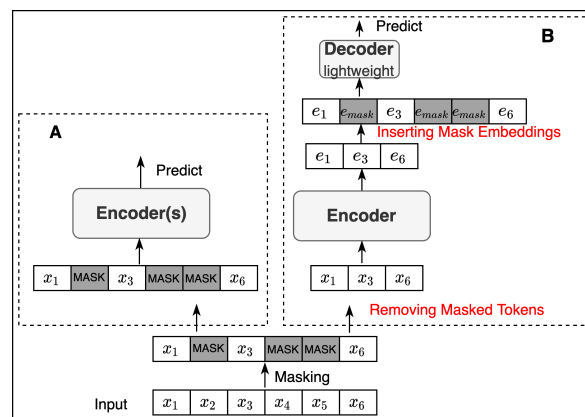 Predict
B
Decoder
lightweight
e1 emask e3 emask emask e6
Inserting Mask Embeddings
e1 e3 e6
A
Predict
Encoder(s)
Encoder
x1 MASK x3 MASK MASK x6
x1 x3 x6
Removing Masked Tokens
x1 MASK x3 MASK MASK x6
Masking
Input x1 x2 x3 x4 x5 x6